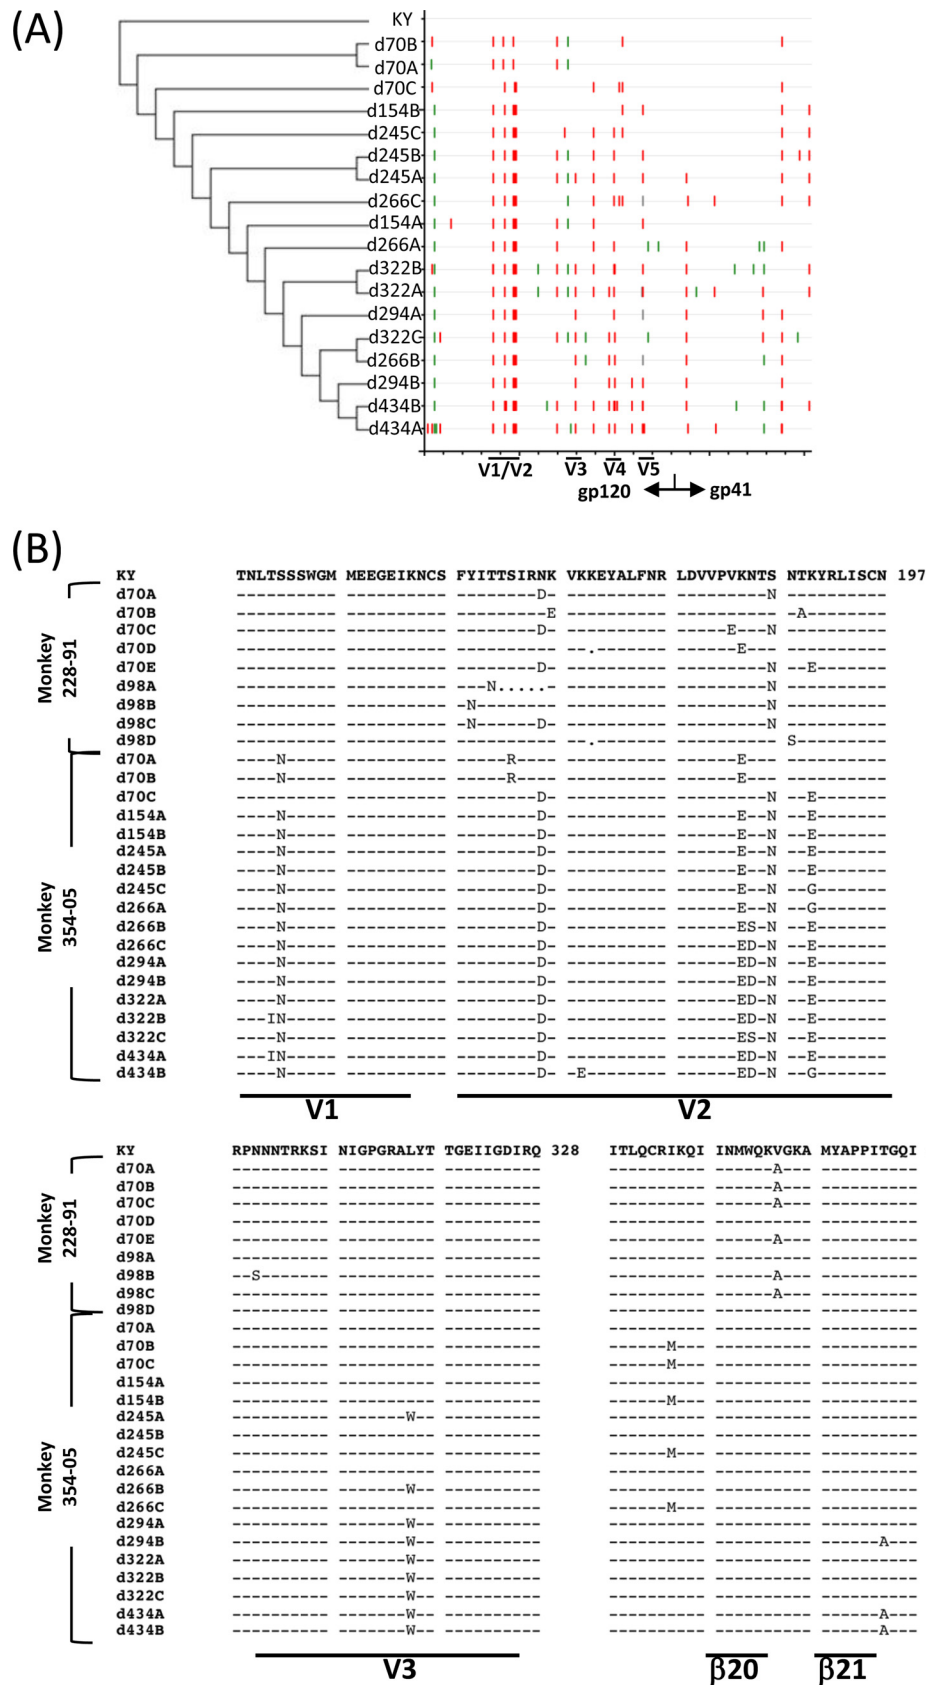 (A)
KY
d70B
d70A
d70C
d154B
d245C
d245B
d245A
d266C
d154A
d266A
d322B
d322A
d294A
d322C
d266B
d294B
d434B
d434A
V1/V2 V3 V4 V5
gp120 gp41
(B)
KY TNLTSSSWGM MEEGEIKNCS FYITTSIRNK VKKEYALFNR LDVVPVKNTS NTKYRLISCN 197
Monkey
228-91
d70A ---------- ---------- --------D- ---------- ---------N ----------
d70B ---------- ---------- ---------E ---------- ---------- -A--------
d70C ---------- ---------- --------D- ---------- -----E---N ----------
d70D ---------- ---------- ---------- --.------- ------E--- ----------
d70E ---------- ---------- --------D- ---------- ---------N --E-------
d98A ---------- ---------- ---N.....- ---------- ---------N ----------
d98B ---------- ---------- -N-------- ---------- ---------N ----------
d98C ---------- ---------- -N------D- ---------- ---------N ----------
d98D ---------- ---------- ---------- --.------- ---------- S---------
Monkey
354-05
d70A ----N----- ---------- -----R---- ---------- ------E--- ----------
d70B ----N----- ---------- -----R---- ---------- ------E--- ----------
d70C ---------- ---------- --------D- ---------- ---------N --E-------
d154A ----N----- ---------- --------D- ---------- ------E--N --E-------
d154B ----N----- ---------- --------D- ---------- ------E--N --E-------
d245A ----N----- ---------- --------D- ---------- ------E--N --E-------
d245B ----N----- ---------- --------D- ---------- ------E--N --E-------
d245C ----N----- ---------- --------D- ---------- ------E--N --G-------
d266A ----N----- ---------- --------D- ---------- ------E--N --G-------
d266B ----N----- ---------- --------D- ---------- ------ES-N --E-------
d266C ----N----- ---------- --------D- ---------- ------ED-N --E-------
d294A ----N----- ---------- --------D- ---------- ------ED-N --E-------
d294B ----N----- ---------- --------D- ---------- ------ED-N --E-------
d322A ----N----- ---------- --------D- ---------- ------ED-N --E-------
d322B ---IN----- ---------- --------D- ---------- ------ED-N --E-------
d322C ----N----- ---------- --------D- ---------- ------ES-N --E-------
d434A ---IN----- ---------- --------D- ---------- ------ED-N --E-------
d434B ----N----- ---------- --------D- -E-------- ------ED-N --G-------
V1 V2
KY RPNNNTRKSI NIGPGRALYT TGEIIGDIRQ 328 ITLQCRIKQI INMWQKVGKA MYAPPITGQI
Monkey
228-91
d70A ---------- ---------- ---------- ---------- ------A--- ----------
d70B ---------- ---------- ---------- ---------- ------A--- ----------
d70C ---------- ---------- ---------- ---------- ------A--- ----------
d70D ---------- ---------- ---------- ---------- ---------- ----------
d70E ---------- ---------- ---------- ---------- ------A--- ----------
d98A ---------- ---------- ---------- ---------- ---------- ----------
d98B --S------- ---------- ---------- ---------- ------A--- ----------
d98C ---------- ---------- ---------- ---------- ------A--- ----------
d98D ---------- ---------- ---------- ---------- ---------- ----------
Monkey
354-05
d70A ---------- ---------- ---------- ---------- ---------- ----------
d70B ---------- ---------- ---------- ------M--- ---------- ----------
d70C ---------- ---------- ---------- ------M--- ---------- ----------
d154A ---------- ---------- ---------- ---------- ---------- ----------
d154B ---------- ---------- ---------- ------M--- ---------- ----------
d245A ---------- -------W-- ---------- ---------- ---------- ----------
d245B ---------- ---------- ---------- ---------- ---------- ----------
d245C ---------- ---------- ---------- ------M--- ---------- ----------
d266A ---------- ---------- ---------- ---------- ---------- ----------
d266B ---------- -------W-- ---------- ---------- ---------- ----------
d266C ---------- ---------- ---------- ------M--- ---------- ----------
d294A ---------- -------W-- ---------- ---------- ---------- ----------
d294B ---------- -------W-- ---------- ---------- ---------- ------A---
d322A ---------- -------W-- ---------- ---------- ---------- ----------
d322B ---------- -------W-- ---------- ---------- ---------- ----------
d322C ---------- -------W-- ---------- ---------- ---------- ----------
d434A ---------- -------W-- ---------- ---------- ---------- ------A---
d434B ---------- -------W-- ---------- ---------- ---------- ------A---
V3 β20 β21